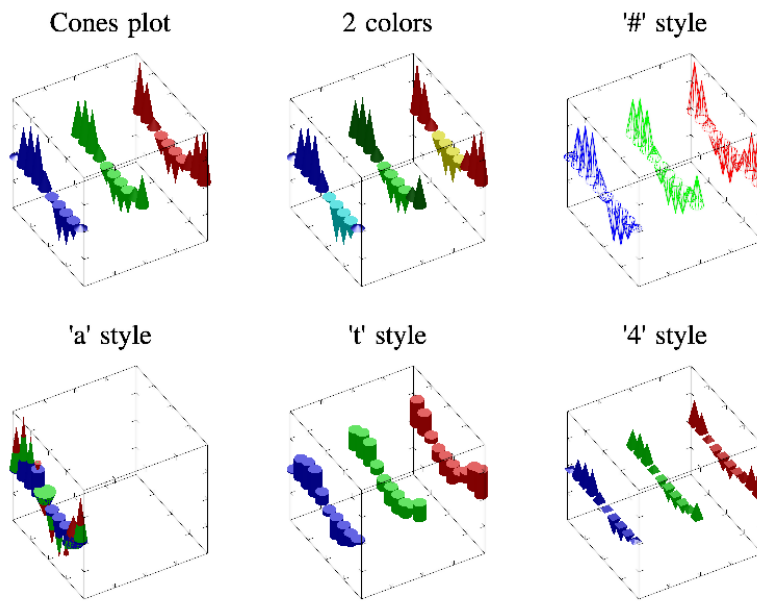 Cones plot
2 colors
'#' style
'a' style
't' style
'4' style